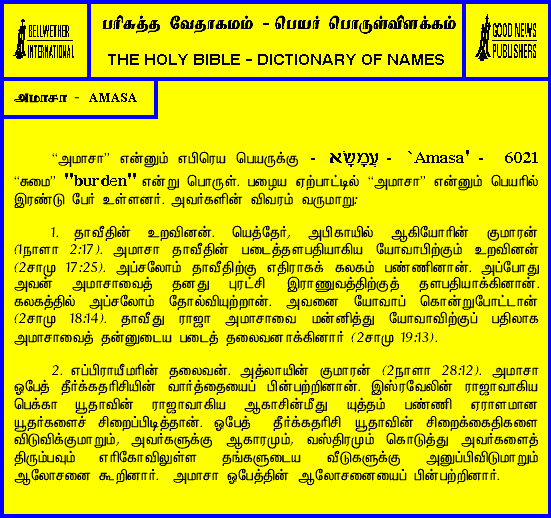 BELLWETHER
INTERNATIONAL
பரிசுத்த வேதாகமம் - பெயர் பொருள்விளக்கம்
THE HOLY BIBLE - DICTIONARY OF NAMES
GOOD NEWS
PUBLISHERS
அமாசா - AMASA
“அமாசா” என்னும் எபிரெய பெயருக்கு - עֲמָשָׂא - `Amasa' - 6021
“சுமை” "burden" என்று பொருள். பழைய ஏற்பாட்டில் “அமாசா” என்னும் பெயரில்
இரண்டு பேர் உள்ளனர். அவர்களின் விவரம் வருமாறு:
1. தாவீதின் உறவினன். யெத்தேர், அபிகாயில் ஆகியோரின் குமாரன்
(1நாளா 2:17). அமாசா தாவீதின் படைத்தளபதியாகிய யோவாபிற்கும் உறவினன்
(2சாமு 17:25). அப்சலோம் தாவீதிற்கு எதிராகக் கலகம் பண்ணினான். அப்போது
அவன் அமாசாவைத் தனது புரட்சி இராணுவத்திற்குத் தளபதியாக்கினான்.
கலகத்தில் அப்சலோம் தோல்வியுற்றான். அவனை யோவாப் கொன்றுபோட்டான்
(2சாமு 18:14). தாவீது ராஜா அமாசாவை மன்னித்து யோவாவிற்குப் பதிலாக
அமாசாவைத் தன்னுடைய படைத் தலைவனாக்கினார் (2சாமு 19:13).
2. எப்பிராயீமரின் தலைவன். அத்லாயின் குமாரன் (2நாளா 28:12). அமாசா
ஓபேத் தீர்க்கதரிசியின் வார்த்தையைப் பின்பற்றினான். இஸ்ரவேலின் ராஜாவாகிய
பெக்கா யூதாவின் ராஜாவாகிய ஆகாசின்மீது யுத்தம் பண்ணி ஏராளமான
யூதர்களைச் சிறைப்பிடித்தான். ஓபேத் தீர்க்கதரிசி யூதாவின் சிறைக்கைதிகளை
விடுவிக்குமாறும், அவர்களுக்கு ஆகாரமும், வஸ்திரமும் கொடுத்து அவர்களைத்
திரும்பவும் எரிகோவிலுள்ள தங்களுடைய வீடுகளுக்கு அனுப்பிவிடுமாறும்
ஆலோசனை கூறினார். அமாசா ஓபேத்தின் ஆலோசனையைப் பின்பற்றினார்.